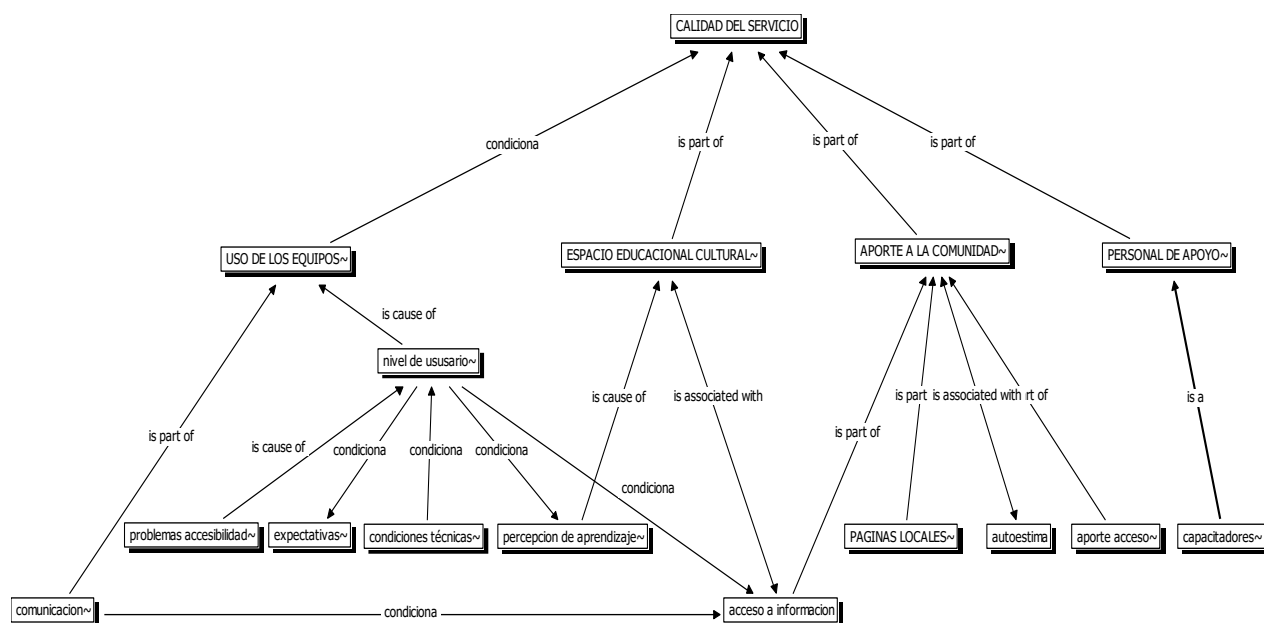 CALIDAD DEL SERVICIO
condiciona
is part of
is part of
is part of
USO DE LOS EQUIPOS~
ESPACIO EDUCACIONAL CULTURAL~
APORTE A LA COMUNIDAD~
PERSONAL DE APOYO~
is cause of
nivel de ususario~
is part of
is cause of
condiciona
condiciona
condiciona
is cause of
is associated with
is part of
is part
is associated with
rt of
is a
condiciona
problemas accesibilidad~
expectativas~
condiciones técnicas~
percepcion de aprendizaje~
PAGINAS LOCALES~
autoestima
aporte acceso~
capacitadores~
comunicacion~
condiciona
acceso a informacion